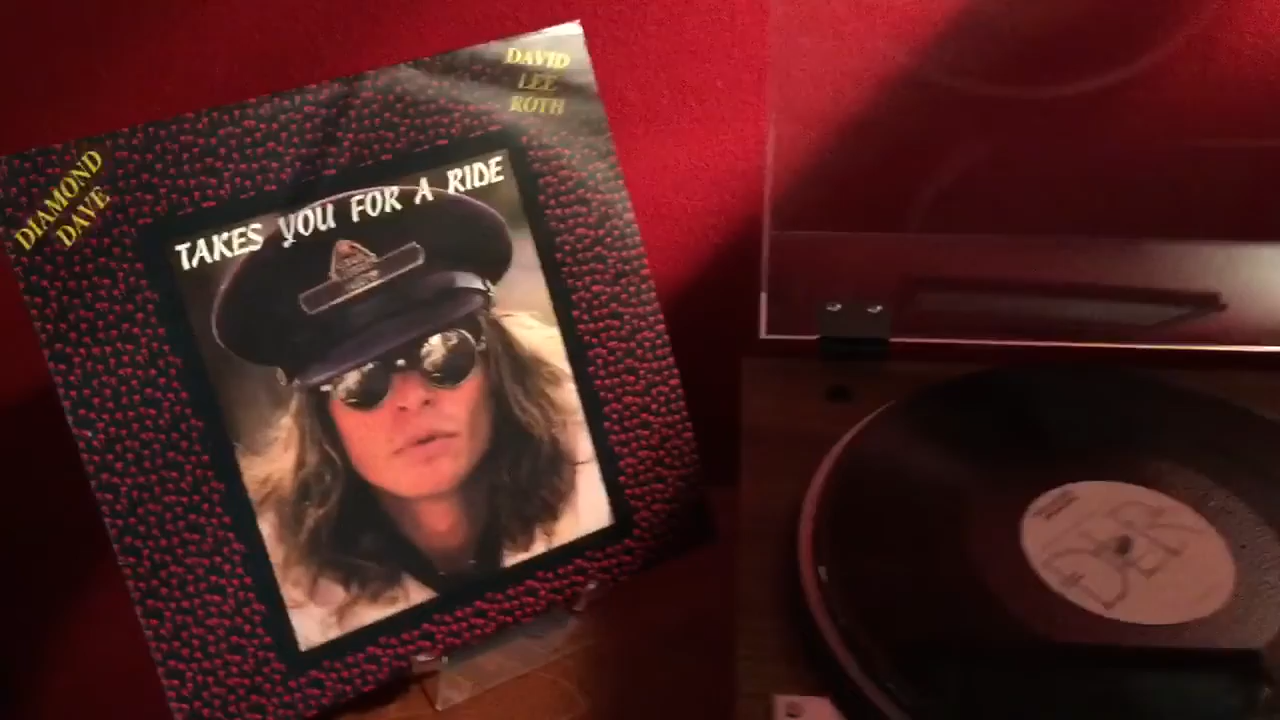 DIAMOND
DAVE
DAVID
LEE
ROTH
TAKES YOU FOR A RIDE